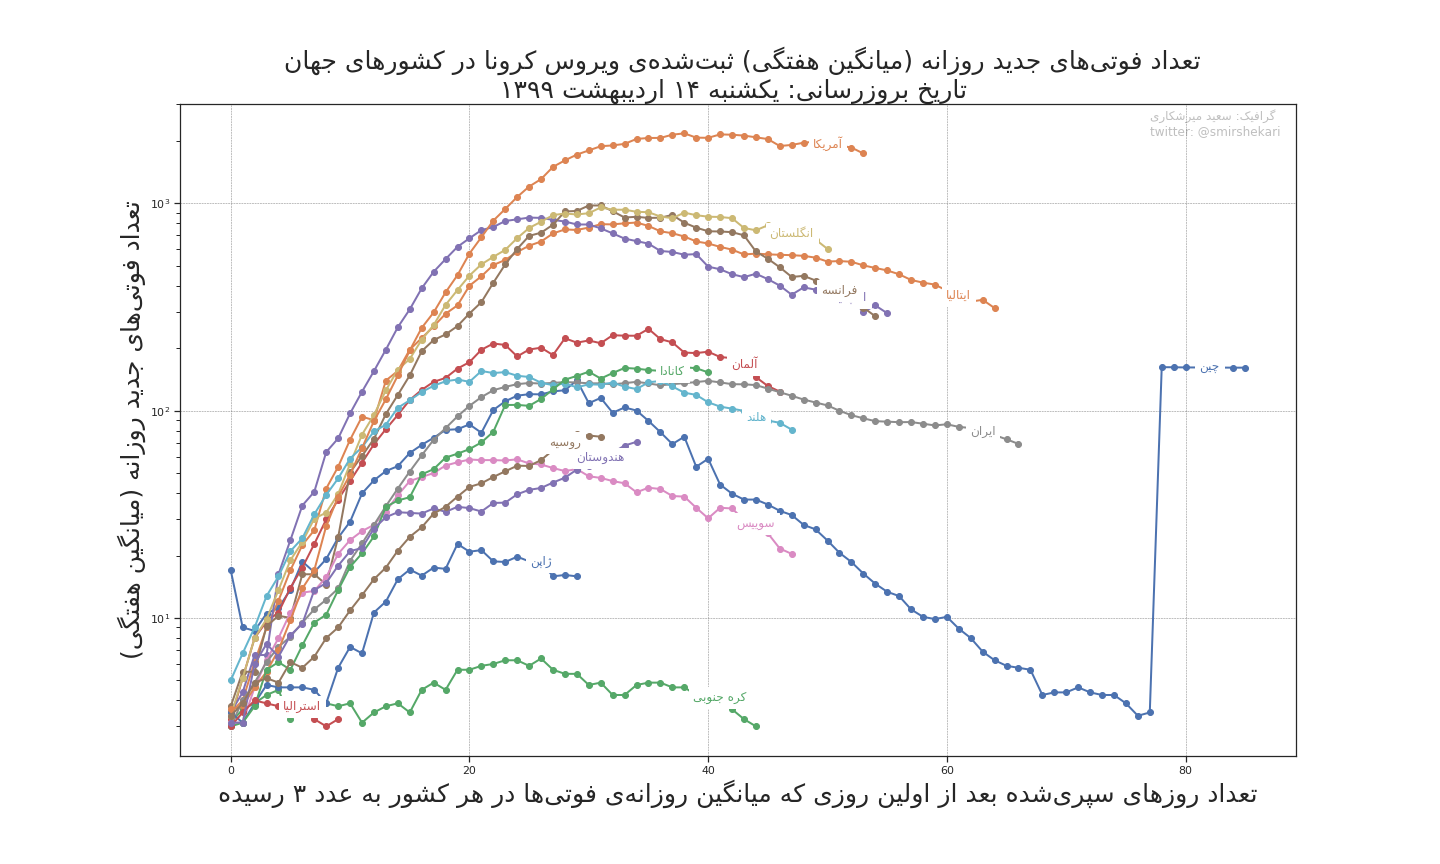 تعداد فوتی‌های جدید روزانه (میانگین هفتگی) ثبت‌شده‌ی ویروس کرونا در کشورهای جهان
تاریخ بروزرسانی: یکشنبه ۱۴ اردیبهشت ۱۳۹۹
گرافیک: سعید میرشکاری
twitter: @smirshekari
تعداد فوتی‌های جدید روزانه (میانگین هفتگی)
10³
10²
10¹
آمریکا
انگلستان
ایتالیا
فرانسه
آلمان
کانادا
چین
هلند
ایران
روسیه
هندوستان
سوییس
ژاپن
کره جنوبی
استرالیا
0 20 40 60 80
تعداد روزهای سپری‌شده بعد از اولین روزی که میانگین روزانه‌ی فوتی‌ها در هر کشور به عدد ۳ رسیده